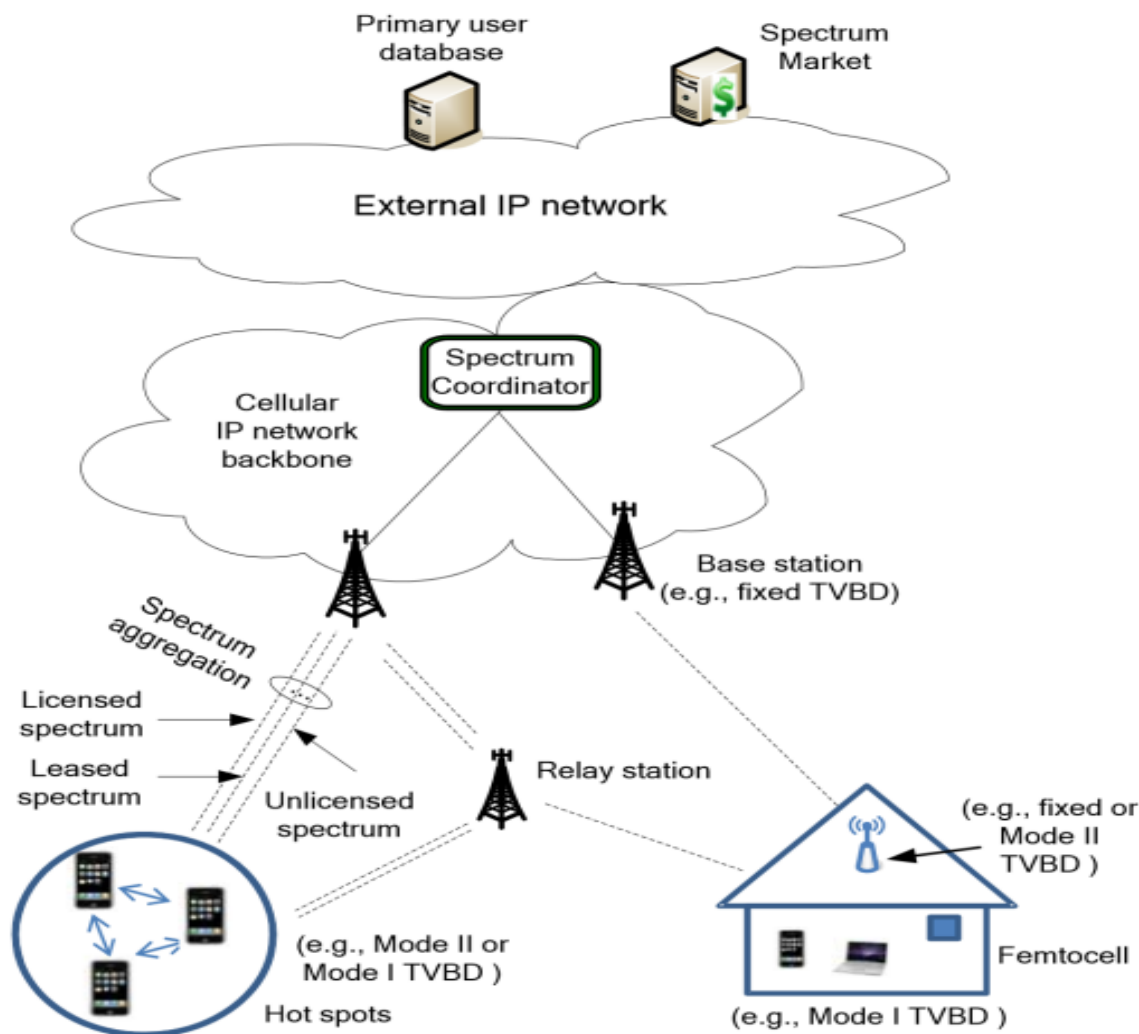 Primary user
database
Spectrum
Market
$
External IP network
Spectrum
Coordinator
Cellular
IP network
backbone
Base station
(e.g., fixed TVBD)
Spectrum
aggregation
...
Licensed
spectrum
Leased
spectrum
Unlicensed
spectrum
Relay station
(e.g., fixed or
Mode II
TVBD )
(e.g., Mode II or
Mode I TVBD )
Hot spots
Femtocell
(e.g., Mode I TVBD )